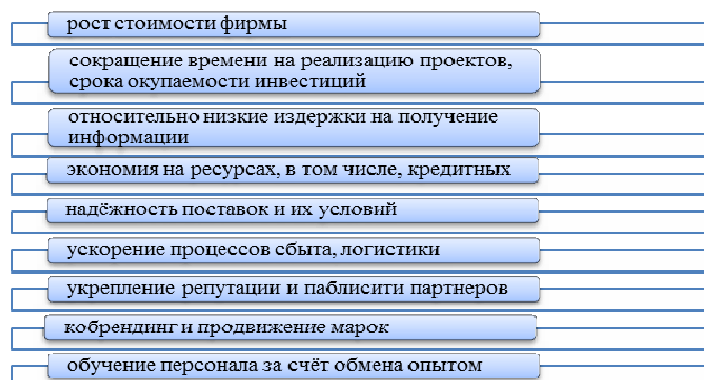 рост стоимости фирмы
сокращение времени на реализацию проектов,
срока окупаемости инвестиций
относительно низкие издержки на получение
информации
экономия на ресурсах, в том числе, кредитных
надёжность поставок и их условий
ускорение процессов сбыта, логистики
укрепление репутации и паблисити партнеров
кобрендинг и продвижение марок
обучение персонала за счёт обмена опытом